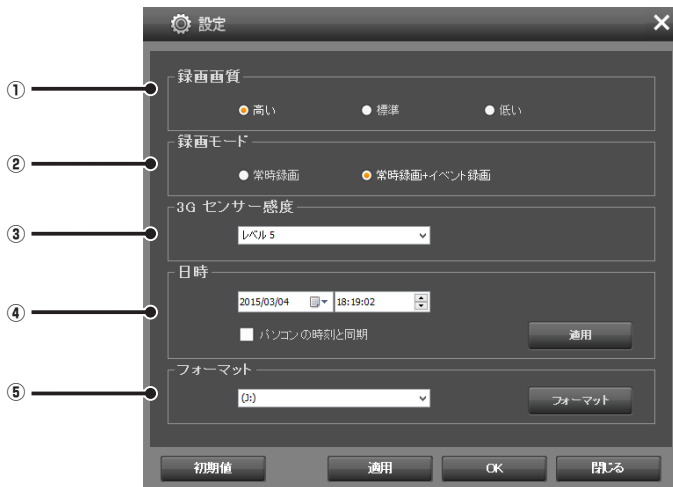 設定
①
録画画質
高い 標準 低い
②
録画モード
常時録画 常時録画+イベント録画
③
3G センサー感度
レベル 5
④
日時
2015/03/04 18:19:02
パソコンの時刻と同期 適用
⑤
フォーマット
(J:) フォーマット
初期値 適用 OK 閉じる